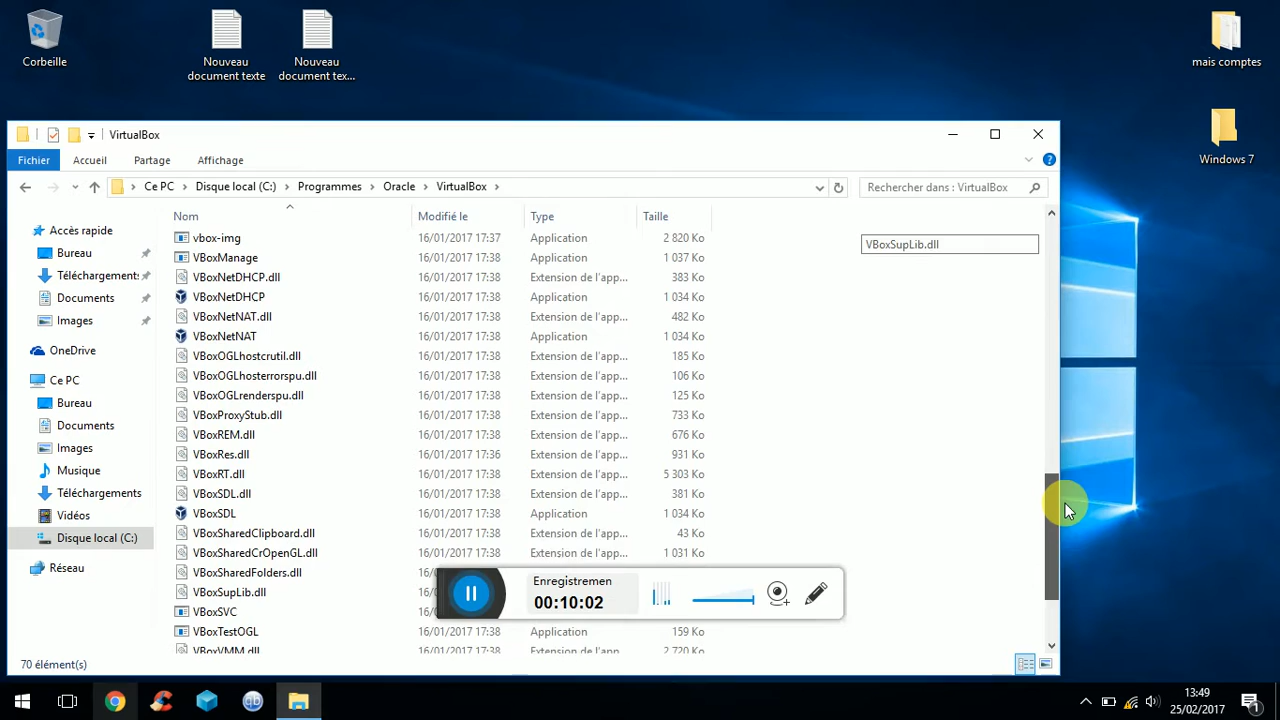 Corbeille
Nouveau
document texte
Nouveau
document tex...
mais comptes
Windows 7
VirtualBox
Fichier
Accueil
Partage
Affichage
Ce PC > Disque local (C:) > Programmes > Oracle > VirtualBox >
Rechercher dans : VirtualBox
Nom Modifié le Type Taille
Accès rapide
Bureau
Téléchargements
Documents
Images
OneDrive
Ce PC
Bureau
Documents
Images
Musique
Téléchargements
Vidéos
Disque local (C:)
Réseau
vbox-img 16/01/2017 17:37 Application 2 820 Ko
VBoxManage 16/01/2017 17:38 Application 1 037 Ko
VBoxNetDHCP.dll 16/01/2017 17:38 Extension de l'app... 383 Ko
VBoxNetDHCP 16/01/2017 17:38 Application 1 034 Ko
VBoxNetNAT.dll 16/01/2017 17:38 Extension de l'app... 482 Ko
VBoxNetNAT 16/01/2017 17:38 Application 1 034 Ko
VBoxOGLhostcrutil.dll 16/01/2017 17:38 Extension de l'app... 185 Ko
VBoxOGLhosterrorspu.dll 16/01/2017 17:38 Extension de l'app... 106 Ko
VBoxOGLrenderspu.dll 16/01/2017 17:38 Extension de l'app... 125 Ko
VBoxProxyStub.dll 16/01/2017 17:38 Extension de l'app... 733 Ko
VBoxREM.dll 16/01/2017 17:38 Extension de l'app... 676 Ko
VBoxRes.dll 16/01/2017 17:36 Extension de l'app... 931 Ko
VBoxRT.dll 16/01/2017 17:38 Extension de l'app... 5 303 Ko
VBoxSDL.dll 16/01/2017 17:38 Extension de l'app... 381 Ko
VBoxSDL 16/01/2017 17:38 Application 1 034 Ko
VBoxSharedClipboard.dll 16/01/2017 17:38 Extension de l'app... 43 Ko
VBoxSharedCrOpenGL.dll 16/01/2017 17:38 Extension de l'app... 1 031 Ko
VBoxSharedFolders.dll
VBoxSupLib.dll
VBoxSVC
VBoxTestOGL 16/01/2017 17:38 Application 159 Ko
VBoxVMM.dll 16/01/2017 17:38 Extension de l'app... 2 720 Ko
VBoxSupLib.dll
Enregistremen
00:10:02
70 élément(s)
13:49
25/02/2017
1